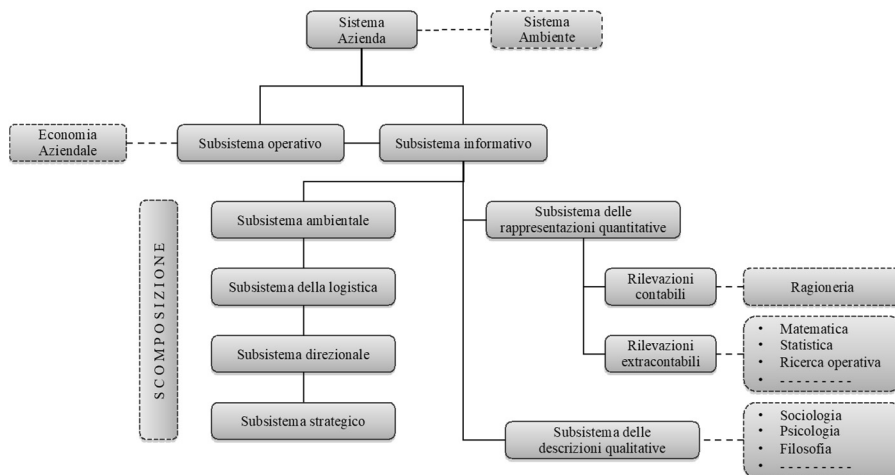 Sistema
Azienda
Sistema
Ambiente
Economia
Aziendale
Subsistema operativo
Subsistema informativo
SCOMPOSIZIONE
Subsistema ambientale
Subsistema della logistica
Subsistema direzionale
Subsistema strategico
Subsistema delle
rappresentazioni quantitative
Rilevazioni
contabili
Ragioneria
Rilevazioni
extracontabili
• Matematica
• Statistica
• Ricerca operativa
• - - - - - - - - -
Subsistema delle
descrizioni qualitative
• Sociologia
• Psicologia
• Filosofia
• - - - - - - - - -